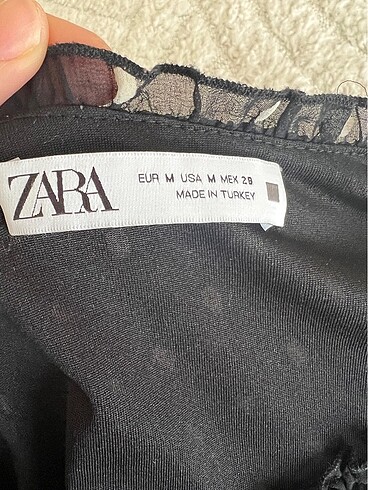 ZARA
EUR M USA M MEX 28
MADE IN TURKEY